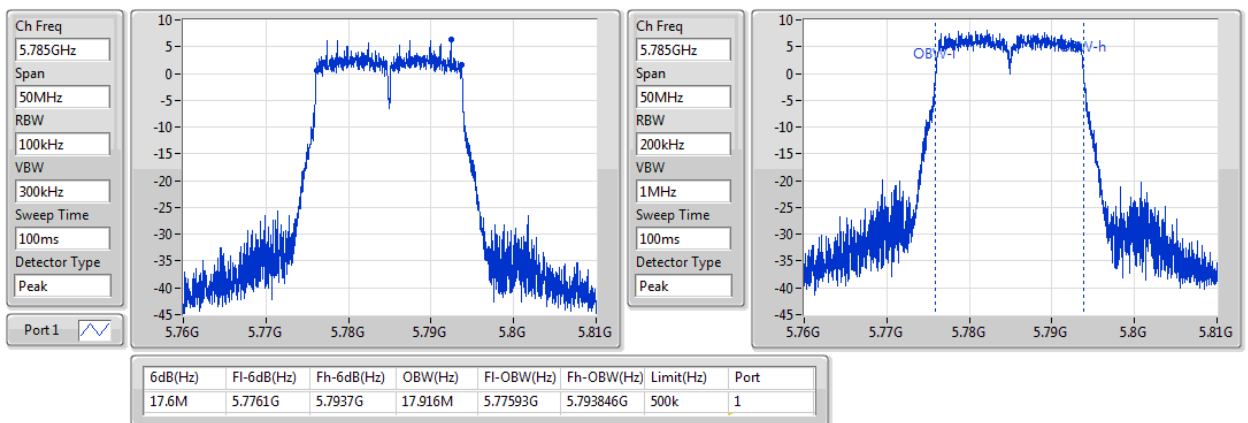 Ch Freq
5.785GHz
Span
50MHz
RBW
100kHz
VBW
300kHz
Sweep Time
100ms
Detector Type
Peak
Port 1
10
5
0
-5
-10
-15
-20
-25
-30
-35
-40
-45
5.76G 5.77G 5.78G 5.79G 5.8G 5.81G
Ch Freq
5.785GHz
Span
50MHz
RBW
200kHz
VBW
1MHz
Sweep Time
100ms
Detector Type
Peak
10
5
0
-5
-10
-15
-20
-25
-30
-35
-40
-45
OBW-l
OBW-h
5.76G 5.77G 5.78G 5.79G 5.8G 5.81G
6dB(Hz) Fl-6dB(Hz) Fh-6dB(Hz) OBW(Hz) Fl-OBW(Hz) Fh-OBW(Hz) Limit(Hz) Port
17.6M 5.7761G 5.7937G 17.916M 5.77593G 5.793846G 500k 1